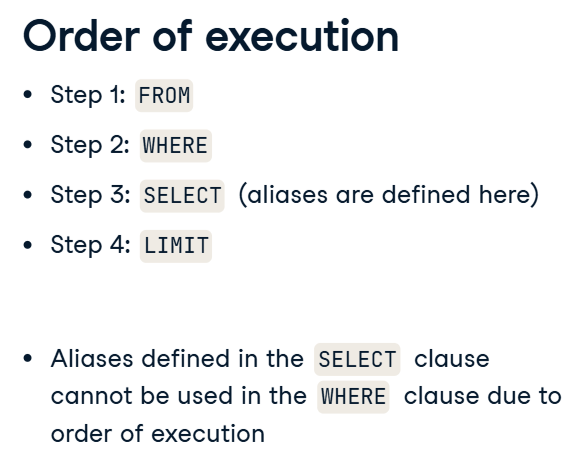 Order of execution
• Step 1: FROM
• Step 2: WHERE
• Step 3: SELECT (aliases are defined here)
• Step 4: LIMIT
• Aliases defined in the SELECT clause
cannot be used in the WHERE clause due to
order of execution